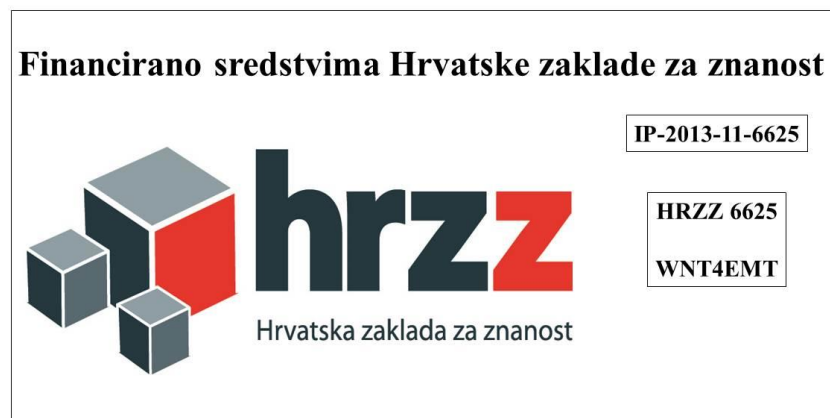 Financirano sredstvima Hrvatske zaklade za znanost
IP-2013-11-6625
hrzz
Hrvatska zaklada za znanost
HRZZ 6625
WNT4EMT